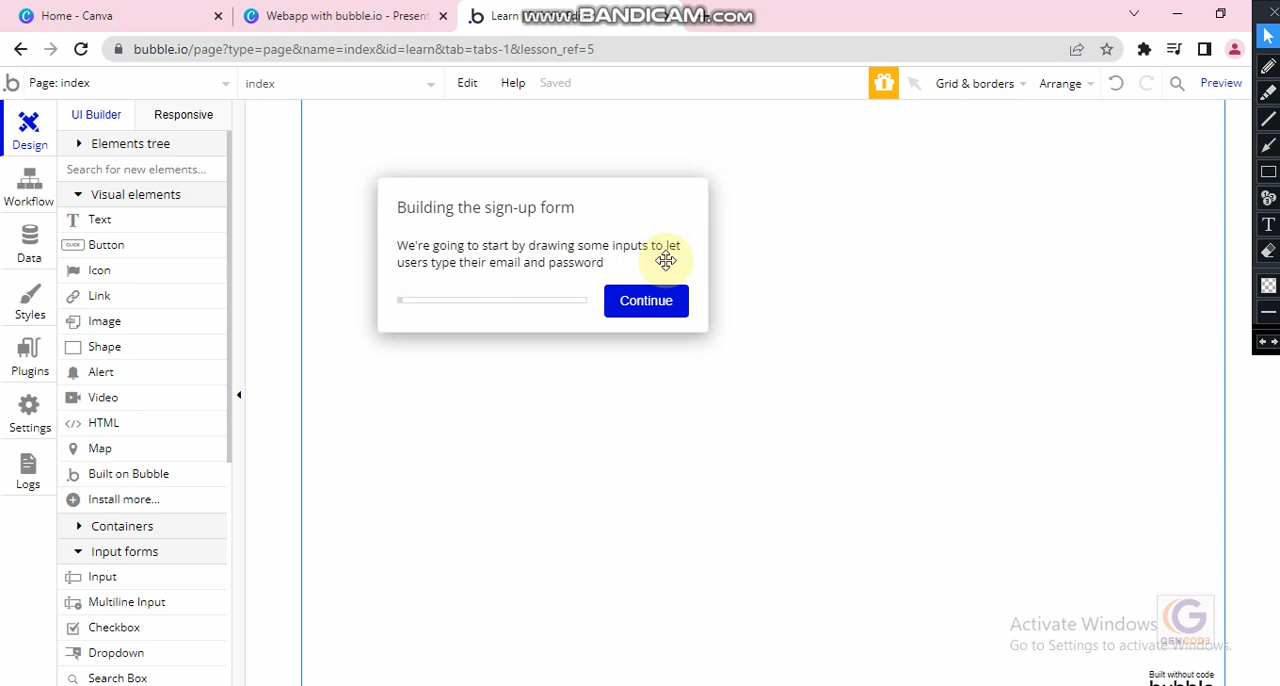 Home - Canva
Webapp with bubble.io - Present
Learn
WWW.BANDICAM.COM
bubble.io/page?type=page&name=index&id=learn&tab=tabs-1&lesson_ref=5
Page: index
index
Edit
Help
Saved
Grid & borders
Arrange
Preview
Design
Workflow
Data
Styles
Plugins
Settings
Logs
UI Builder
Responsive
Elements tree
Search for new elements...
Visual elements
Text
CLICK Button
Icon
Link
Image
Shape
Alert
Video
HTML
Map
Built on Bubble
Install more...
Containers
Input forms
Input
Multiline Input
Checkbox
Dropdown
Search Box
Building the sign-up form
We're going to start by drawing some inputs to let
users type their email and password
Continue
Activate Windows
Go to Settings to activate Windows.
Built without code
bubble